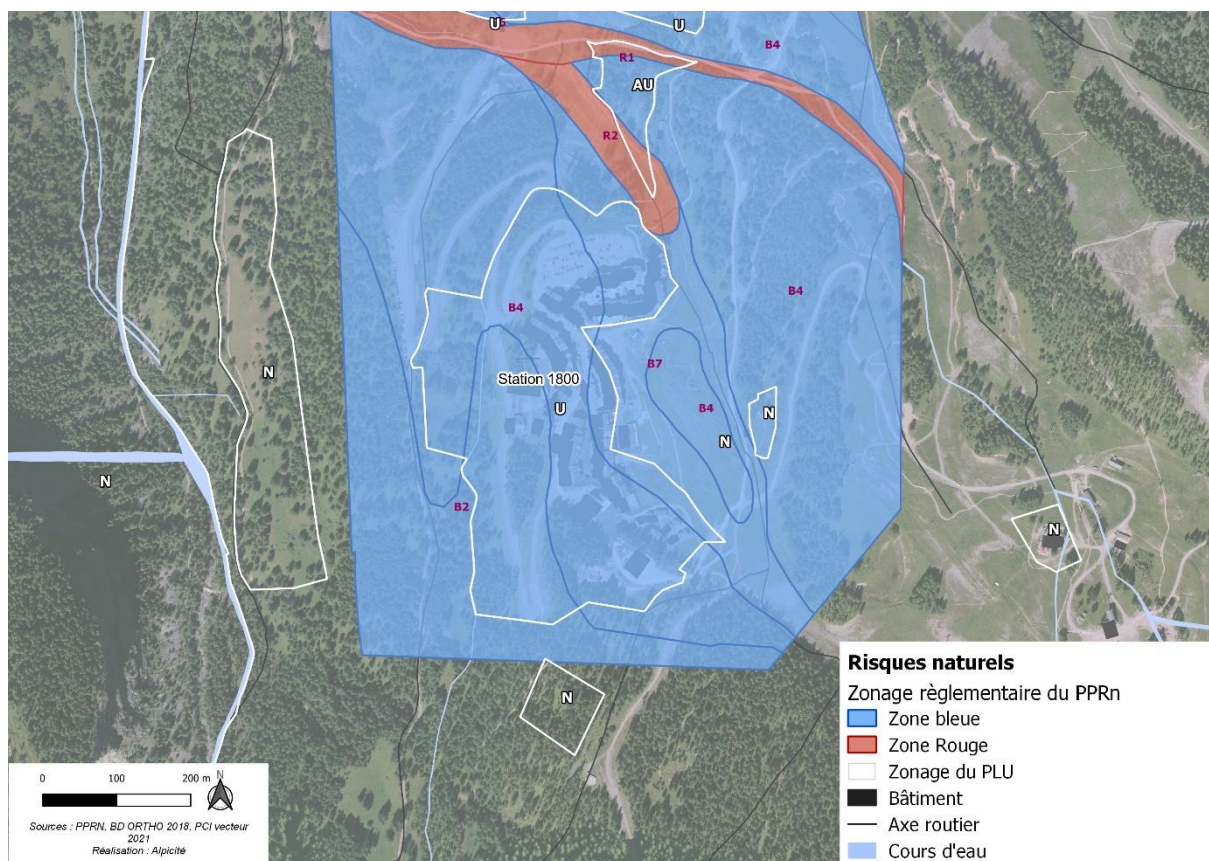 U
U
B4
R1
AU
R2
B4
B4
N
B7
Station 1800
U
B4
N
N
N
B2
N
N
Risques naturels
Zonage règlementaire du PPRn
Zone bleue
Zone Rouge
Zonage du PLU
Bâtiment
Axe routier
Cours d'eau
0 100 200 m
N
Sources : PPRN, BD ORTHO 2018, PCI vecteur
2021
Réalisation : Alpicité